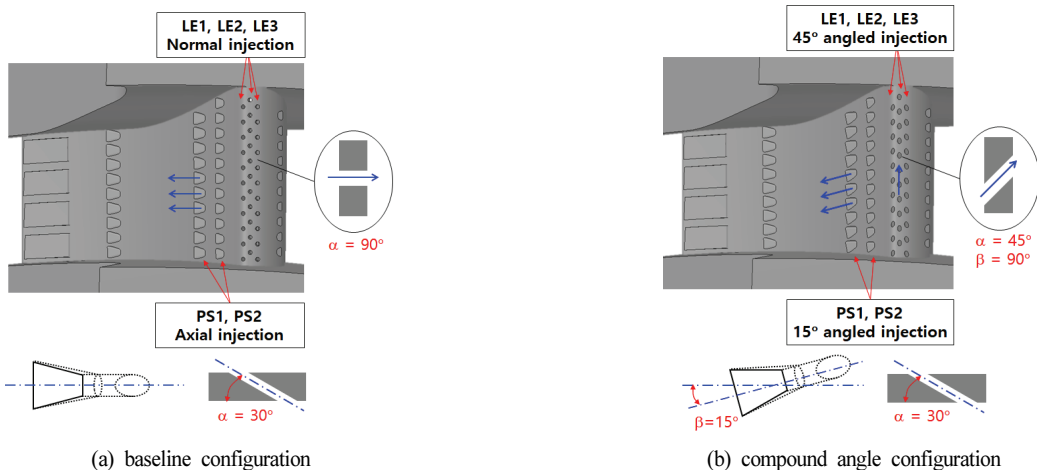 LE1, LE2, LE3
Normal injection
α = 90°
PS1, PS2
Axial injection
α = 30°
(a) baseline configuration
LE1, LE2, LE3
45° angled injection
α = 45°
β = 90°
PS1, PS2
15° angled injection
β=15°
α = 30°
(b) compound angle configuration